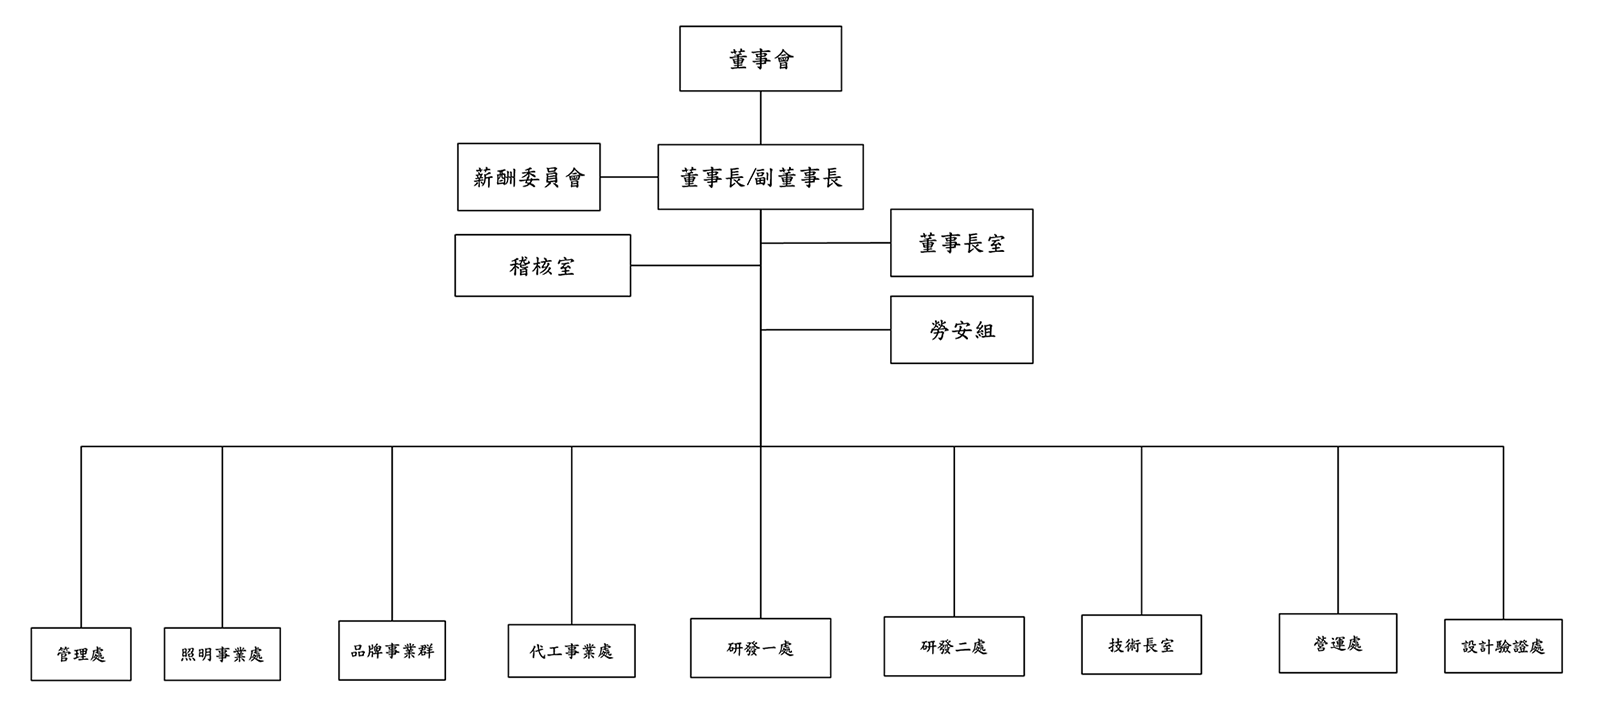 董事會
薪酬委員會
董事長/副董事長
董事長室
稽核室
勞安組
管理處
照明事業處
品牌事業群
代工事業處
研發一處
研發二處
技術長室
營運處
設計驗證處